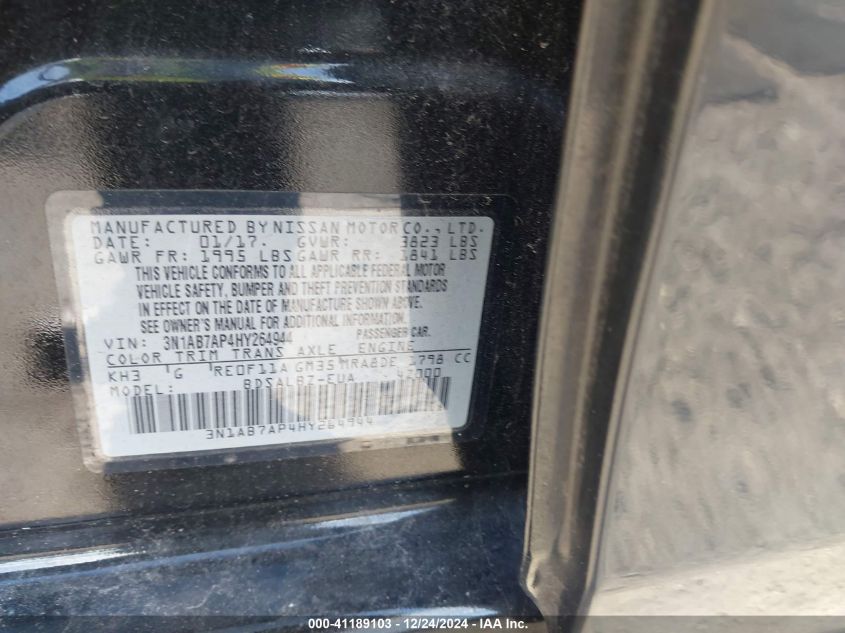 MANUFACTURED BY NISSAN MOTOR CO., LTD.
DATE: 01/17. GVWR: 3823 LBS
GAWR FR: 1995 LBS GAWR RR: 1841 LBS
THIS VEHICLE CONFORMS TO ALL APPLICABLE FEDERAL MOTOR
VEHICLE SAFETY, BUMPER AND THEFT PREVENTION STANDARDS
IN EFFECT ON THE DATE OF MANUFACTURE SHOWN ABOVE.
SEE OWNER'S MANUAL FOR ADDITIONAL INFORMATION.
VIN: 3N1AB7AP4HY264944 PASSENGER CAR.
COLOR TRIM TRANS AXLE ENGINE
KH3 G RE0F11A GM35 MRA8DE 1798 CC
MODEL: BDSALBZ-EUA 42000
3N1AB7AP4HY264944
000-41189103 - 12/24/2024 - IAA Inc.